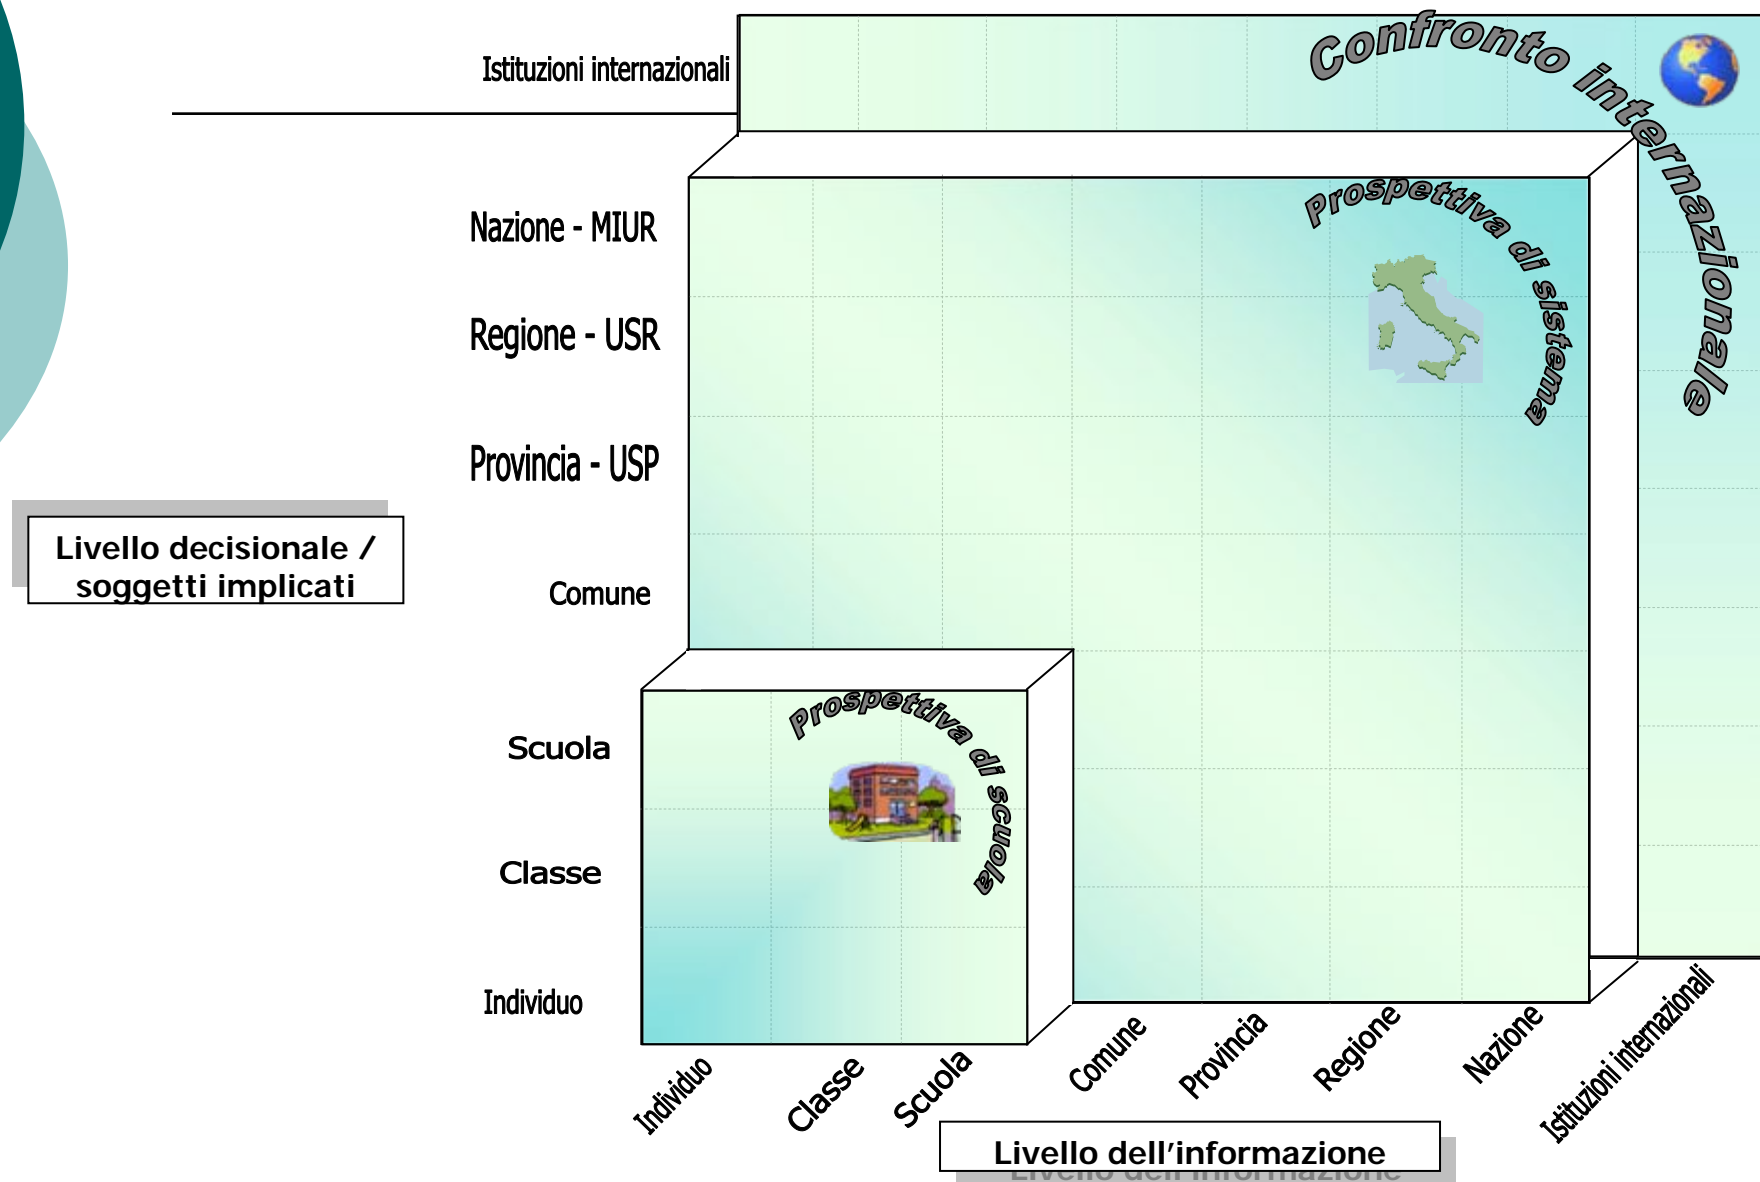 Istituzioni internazionali
Confronto internazionale
Nazione - MIUR
Prospettiva di sistema
Regione - USR
Provincia - USP
Livello decisionale /
soggetti implicati
Comune
Prospettiva di scuola
Scuola
Classe
Individuo
Individuo
Classe
Scuola
Comune
Provincia
Regione
Nazione
Istituzioni internazionali
Livello dell’informazione